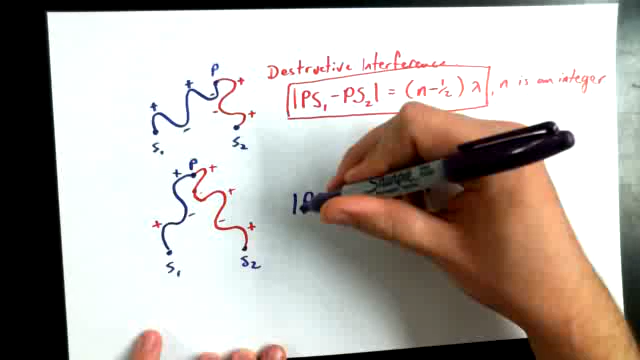 Destructive Interference
|PS₁ - PS₂| = (n - 1/2) λ, n is an integer
P
+ + +
- - +
S₁ S₂
P
+ +
+ - - +
+ -
S₁ S₂
|P
Sharpie